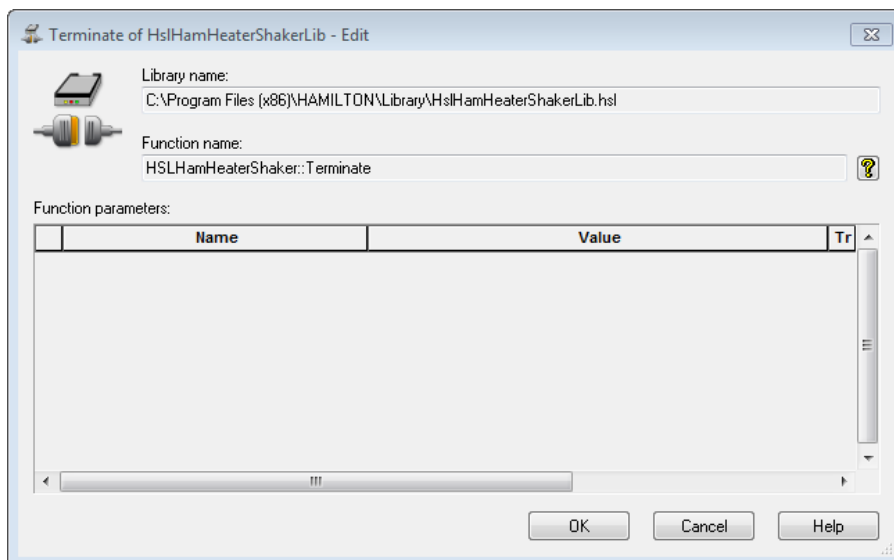 Terminate of HslHamHeaterShakerLib - Edit
Library name:
C:\Program Files (x86)\HAMILTON\Library\HslHamHeaterShakerLib.hsl
Function name:
HSLHamHeaterShaker::Terminate
Function parameters:
Name Value Tr
OK Cancel Help